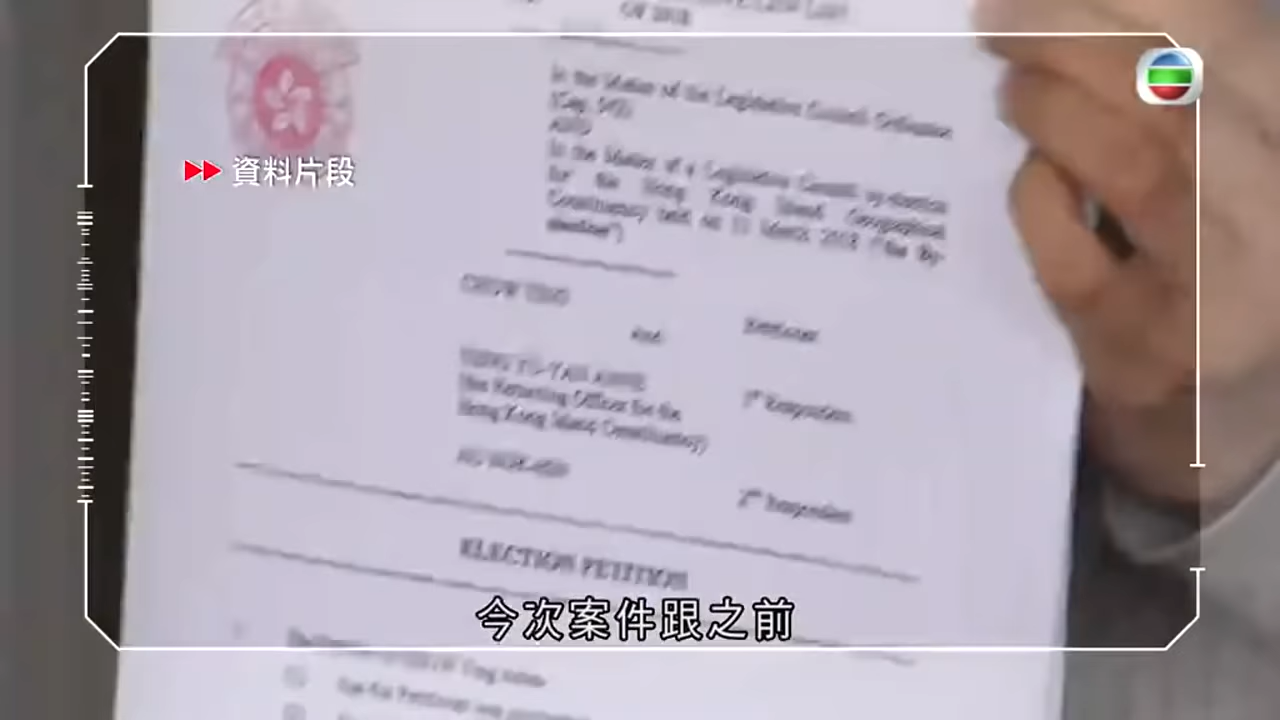 OF 2018
In the Matter of the Legislative Council Ordinance
(Cap. 542)
AND
In the Matter of a Legislative Council by-election
for the Hong Kong Island Geographical
Constituency held on 11 March 2018 ("the By-
election")
資料片段
CHOW TING
Petitioner
And
1st Respondent
the Returning Officer for the
Hong Kong Island Constituency)
2nd Respondent
ELECTION PETITION
今次案件跟之前